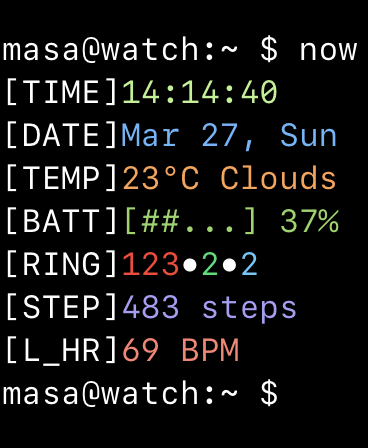 masa@watch:~ $ now
[TIME]14:14:40
[DATE]Mar 27, Sun
[TEMP]23°C Clouds
[BATT][##...] 37%
[RING]123•2•2
[STEP]483 steps
[L_HR]69 BPM
masa@watch:~ $